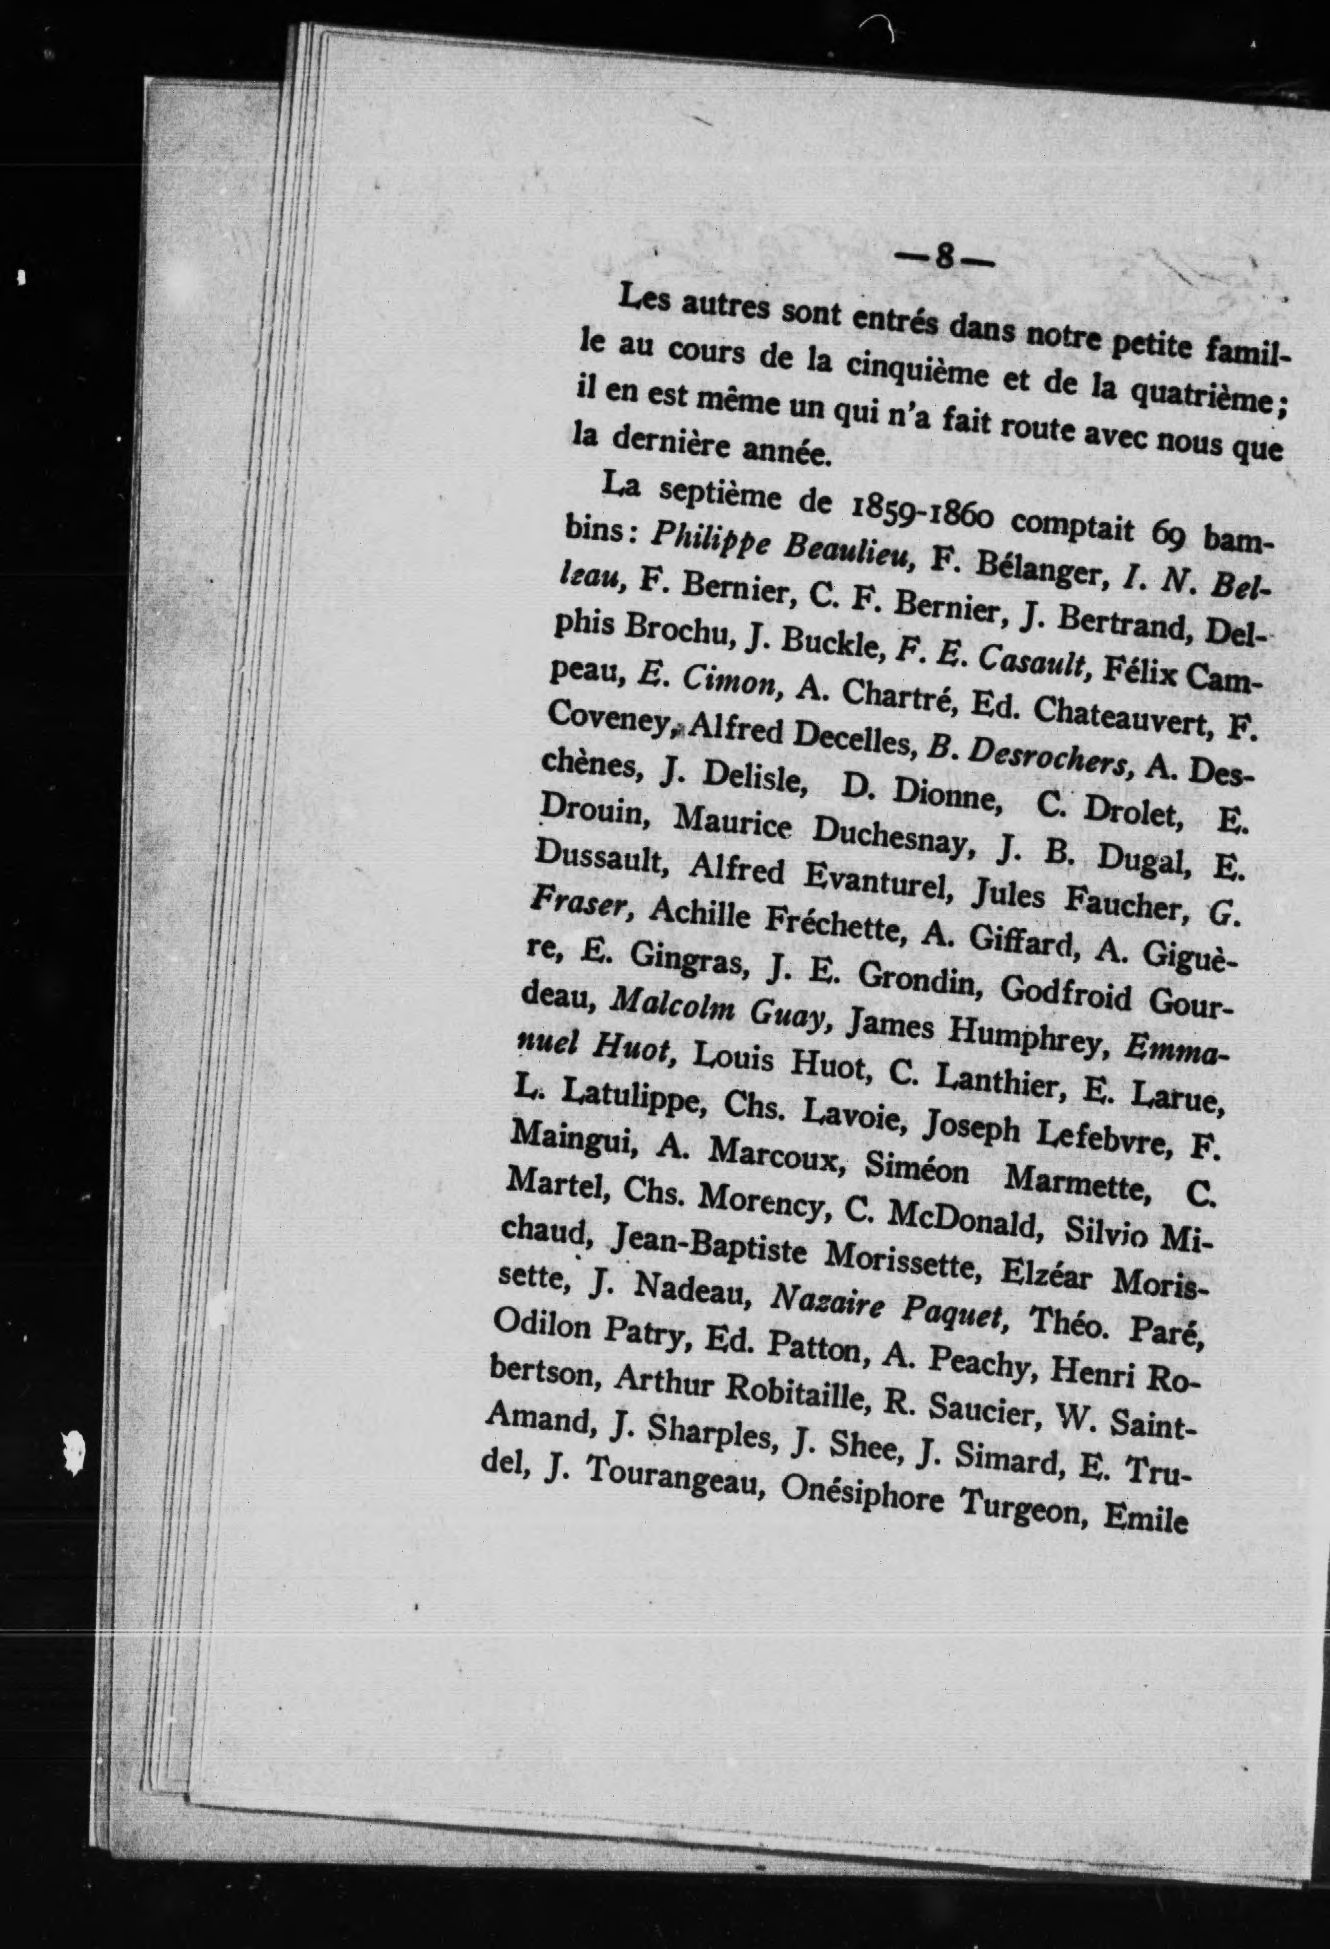 —8—
Les autres sont entrés dans notre petite famil-
le au cours de la cinquième et de la quatrième;
il en est même un qui n'a fait route avec nous que
la dernière année.
La septième de 1859-1860 comptait 69 bam-
bins: Philippe Beaulieu, F. Bélanger, I. N. Bel-
leau, F. Bernier, C. F. Bernier, J. Bertrand, Del-
phis Brochu, J. Buckle, F. E. Casault, Félix Cam-
peau, E. Cimon, A. Chartré, Ed. Chateauvert, F.
Coveney, Alfred Decelles, B. Desrochers, A. Des-
chènes, J. Delisle, D. Dionne, C. Drolet, E.
Drouin, Maurice Duchesnay, J. B. Dugal, E.
Dussault, Alfred Evanturel, Jules Faucher, G.
Fraser, Achille Fréchette, A. Giffard, A. Giguè-
re, E. Gingras, J. E. Grondin, Godfroid Gour-
deau, Malcolm Guay, James Humphrey, Emma-
nuel Huot, Louis Huot, C. Lanthier, E. Larue,
L. Latulippe, Chs. Lavoie, Joseph Lefebvre, F.
Maingui, A. Marcoux, Siméon Marmette, C.
Martel, Chs. Morency, C. McDonald, Silvio Mi-
chaud, Jean-Baptiste Morissette, Elzéar Moris-
sette, J. Nadeau, Nazaire Paquet, Théo. Paré,
Odilon Patry, Ed. Patton, A. Peachy, Henri Ro-
bertson, Arthur Robitaille, R. Saucier, W. Saint-
Amand, J. Sharples, J. Shee, J. Simard, E. Tru-
del, J. Tourangeau, Onésiphore Turgeon, Emile